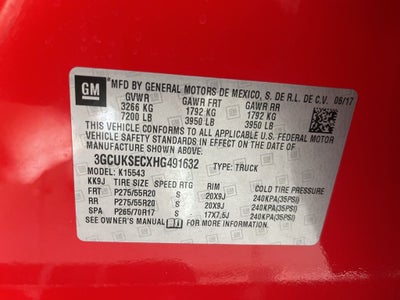 GM *MFD BY GENERAL MOTORS DE MEXICO, S. DE R.L. DE C.V. 06/17
GVWR GAWR FRT GAWR RR
3266 KG 1792 KG 1792 KG
7200 LB 3950 LB 3950 LB
THIS VEHICLE CONFORMS TO ALL APPLICABLE U.S. FEDERAL MOTOR
VEHICLE SAFETY STANDARDS IN EFFECT ON THE DATE OF
MANUFACTURE SHOWN ABOVE.
3GCUKSECXHG491632 TYPE: TRUCK
MODEL: K15543
KK9J TIRE SIZE SPEED RTG RIM COLD TIRE PRESSURE
FRT P275/55R20 S 20X9J 240KPA(35PSI)
RR P275/55R20 S 20X9J 240KPA(35PSI)
SPA P265/70R17 S 17X7.5J 240KPA(35PSI)
SEE OWNER'S MANUAL FOR MORE INFORMATION.